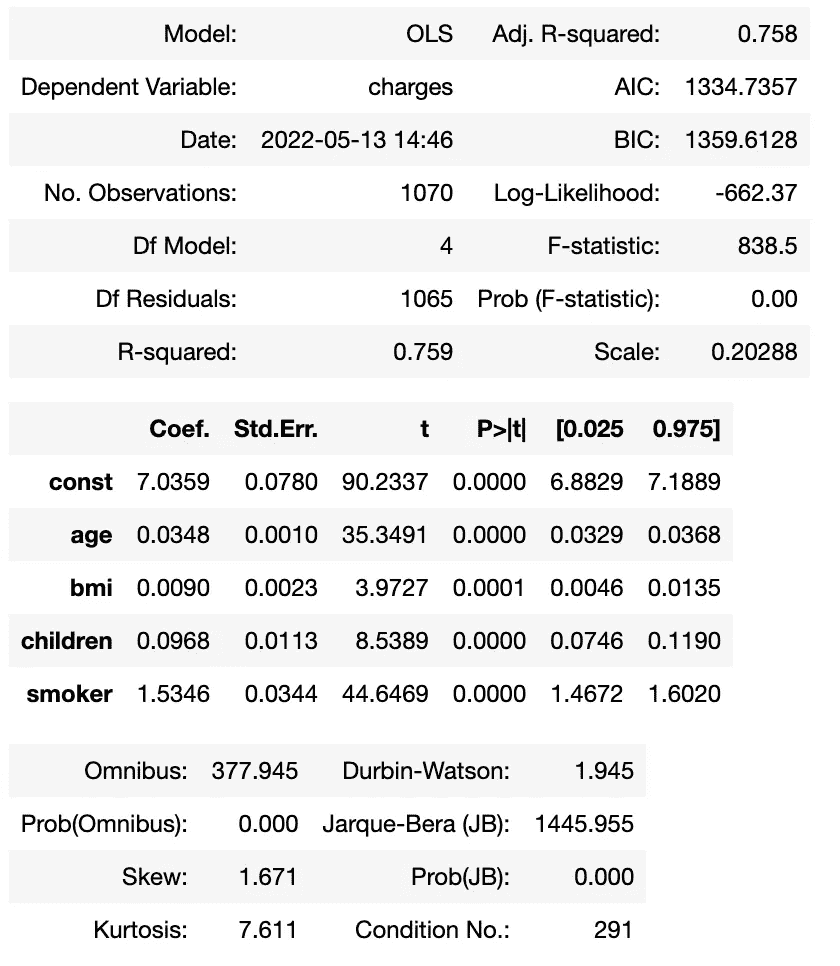 Model: OLS Adj. R-squared: 0.758
Dependent Variable: charges AIC: 1334.7357
Date: 2022-05-13 14:46 BIC: 1359.6128
No. Observations: 1070 Log-Likelihood: -662.37
Df Model: 4 F-statistic: 838.5
Df Residuals: 1065 Prob (F-statistic): 0.00
R-squared: 0.759 Scale: 0.20288
Coef. Std.Err. t P>|t| [0.025 0.975]
const 7.0359 0.0780 90.2337 0.0000 6.8829 7.1889
age 0.0348 0.0010 35.3491 0.0000 0.0329 0.0368
bmi 0.0090 0.0023 3.9727 0.0001 0.0046 0.0135
children 0.0968 0.0113 8.5389 0.0000 0.0746 0.1190
smoker 1.5346 0.0344 44.6469 0.0000 1.4672 1.6020
Omnibus: 377.945 Durbin-Watson: 1.945
Prob(Omnibus): 0.000 Jarque-Bera (JB): 1445.955
Skew: 1.671 Prob(JB): 0.000
Kurtosis: 7.611 Condition No.: 291